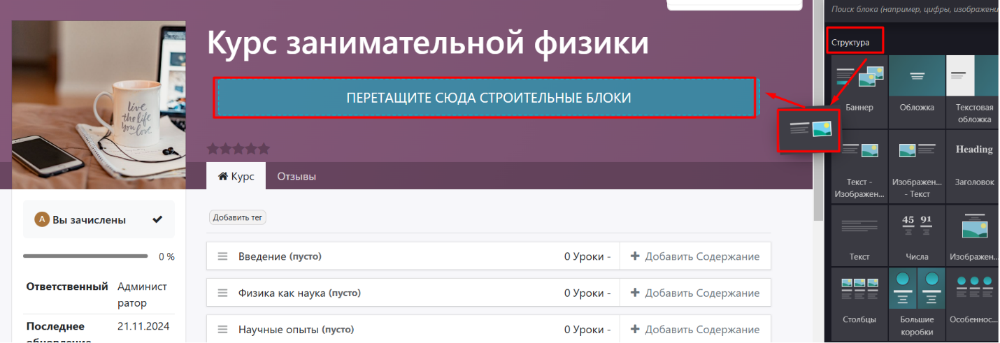 Поиск блока (например, цифры, изображени
Курс занимательной физики
Структура
ПЕРЕТАЩИТЕ СЮДА СТРОИТЕЛЬНЫЕ БЛОКИ
live
the life
you love
Баннер
Обложка
Текстовая
обложка
Heading
Текст -
Изображен...
Изображен...
- Текст
Заголовок
45 91
Текст
Числа
Изображен...
Столбцы
Большие
коробки
Особеннос...
Курс
Отзывы
A Вы зачислены
0 %
Ответственный
Админист
ратор
Последнее
обновление
21.11.2024
Добавить тег
Введение (пусто)
0 Уроки -
Добавить Содержание
Физика как наука (пусто)
0 Уроки -
Добавить Содержание
Научные опыты (пусто)
0 Уроки -
Добавить Содержание